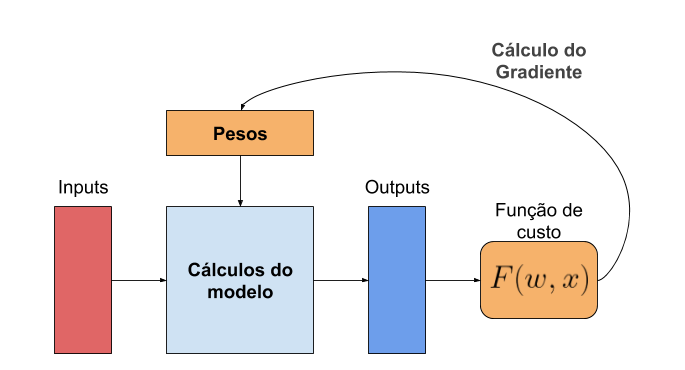 Cálculo do
Gradiente
Pesos
Inputs
Outputs
Função de
custo
Cálculos do
modelo
F(w, x)